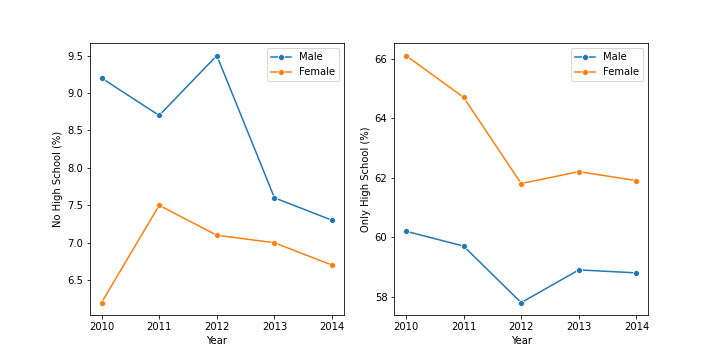 No High School (%)
9.5
9.0
8.5
8.0
7.5
7.0
6.5
2010 2011 2012 2013 2014
Year
Male
Female
Only High School (%)
66
64
62
60
58
2010 2011 2012 2013 2014
Year
Male
Female